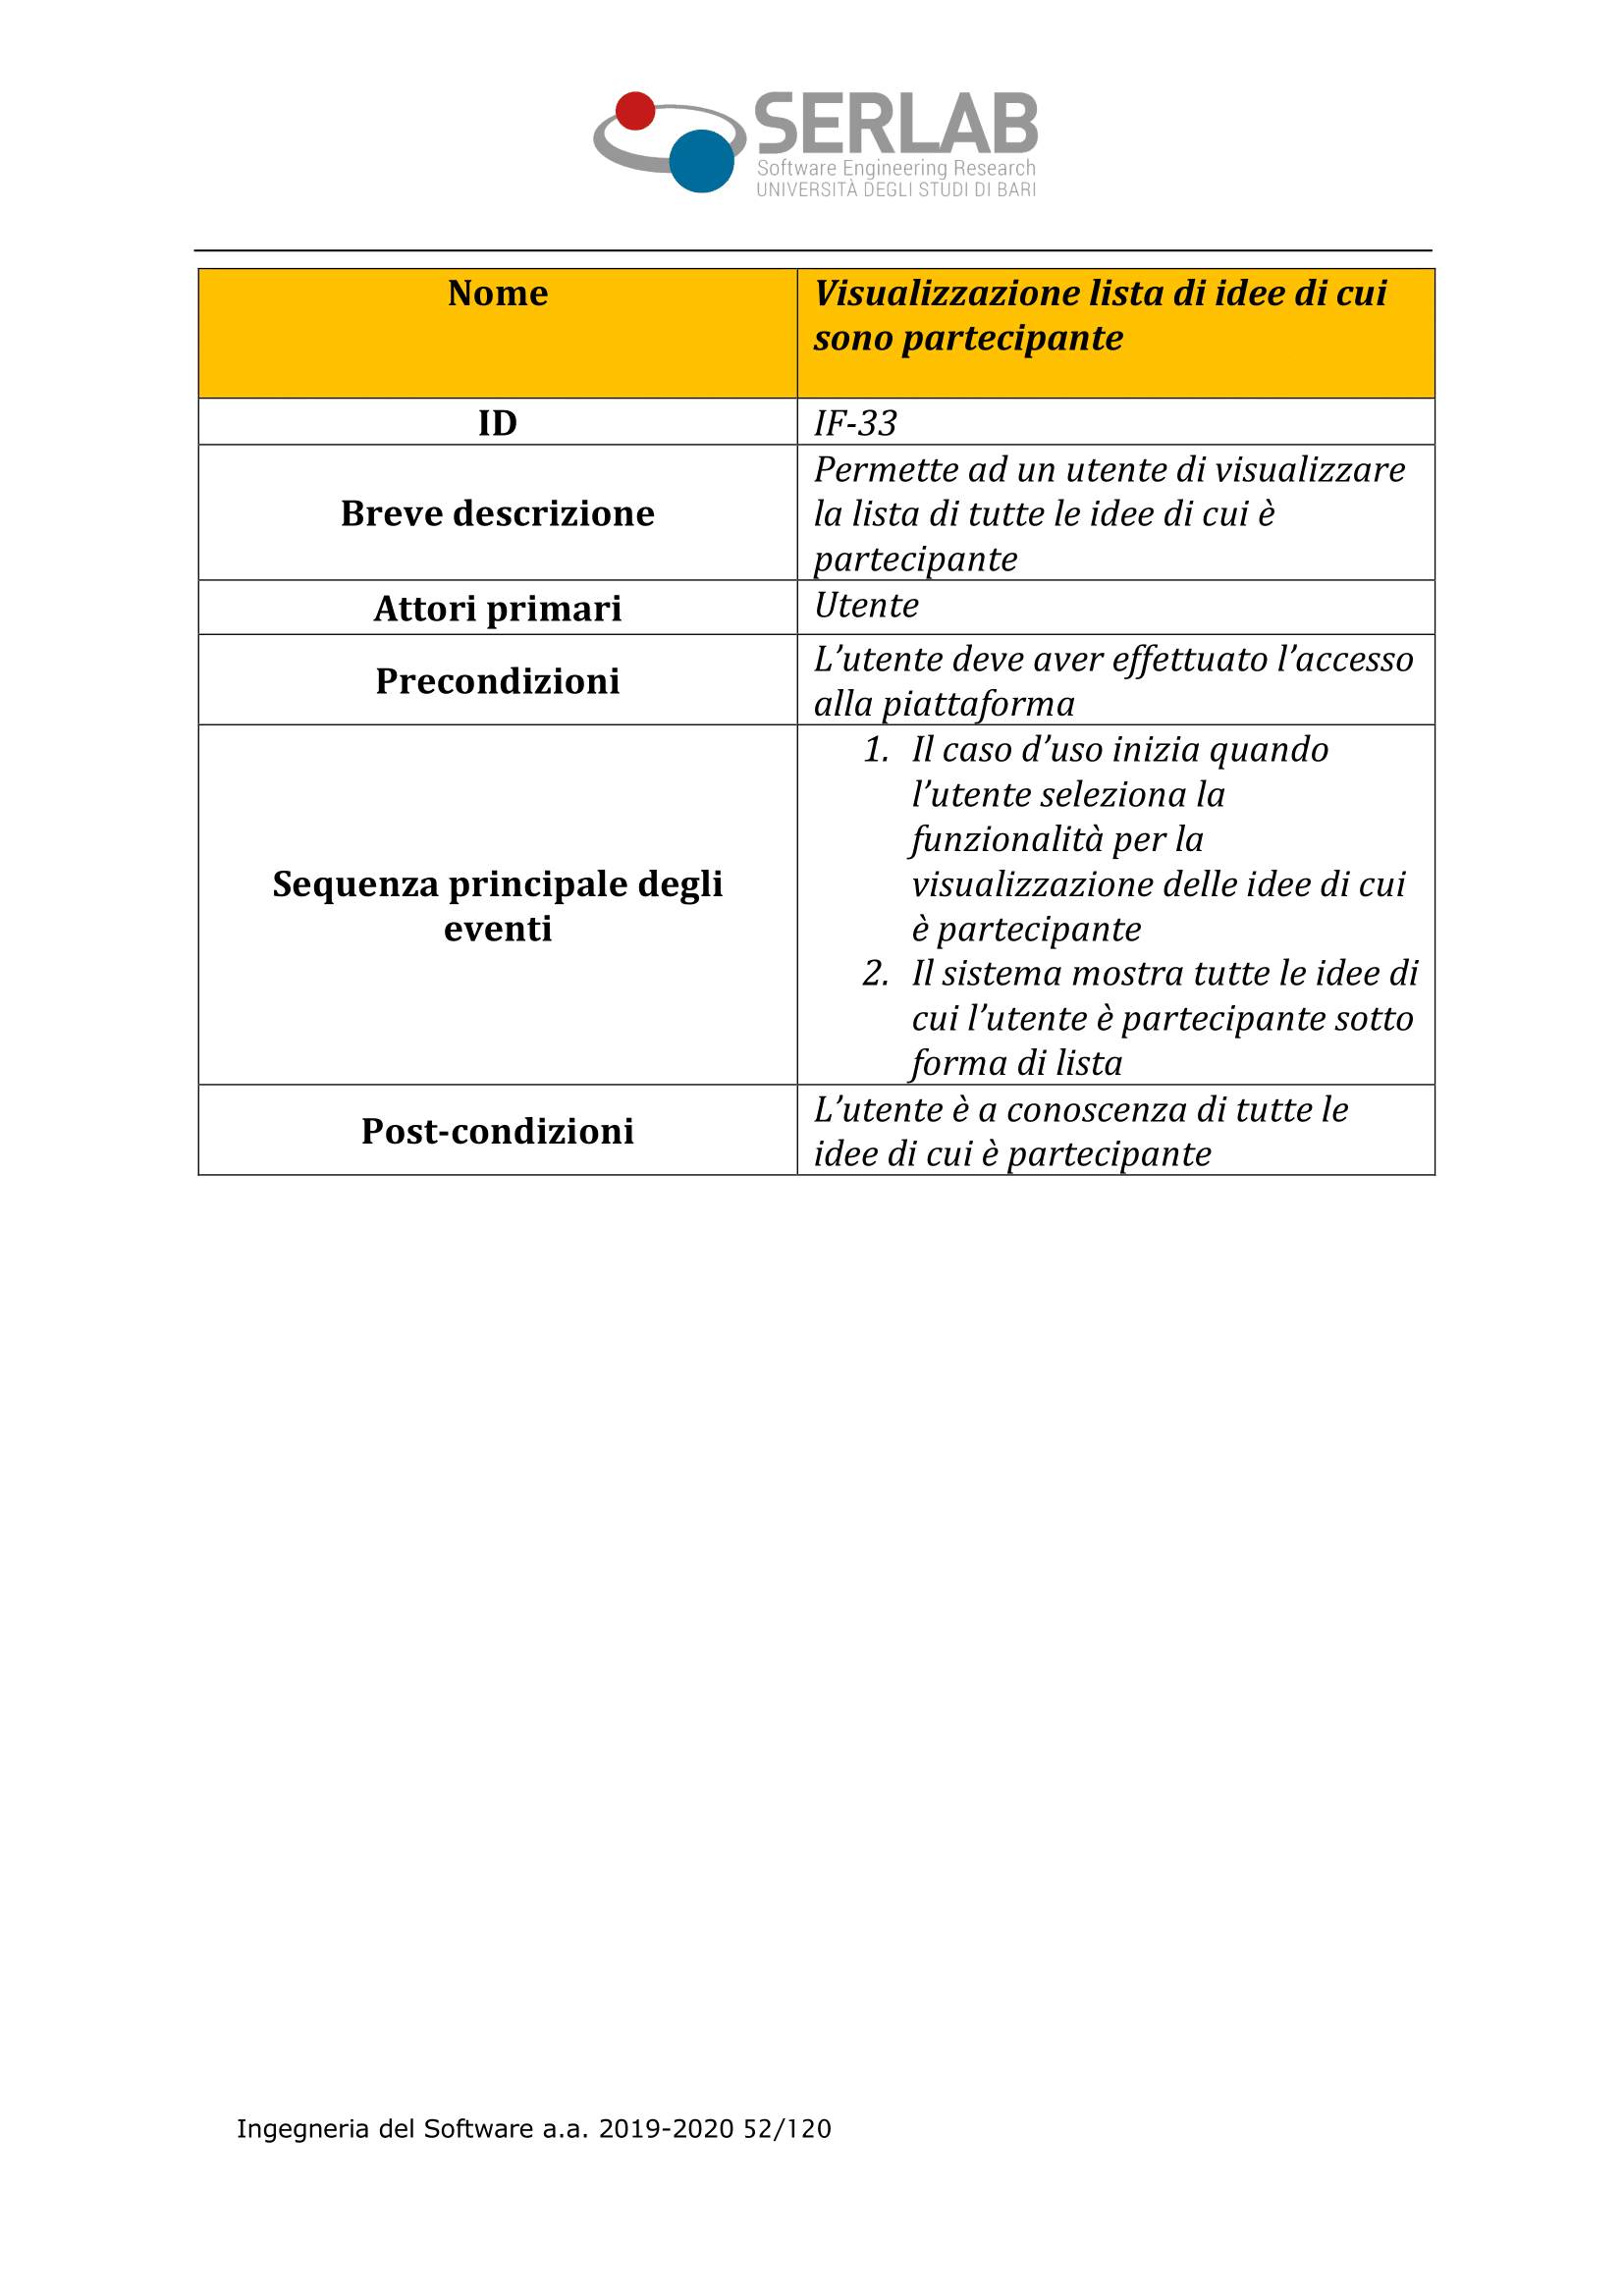 SERLAB
Software Engineering Research
UNIVERSITÀ DEGLI STUDI DI BARI
Nome
Visualizzazione lista di idee di cui
sono partecipante
ID
IF-33
Breve descrizione
Permette ad un utente di visualizzare
la lista di tutte le idee di cui è
partecipante
Attori primari
Utente
Precondizioni
L’utente deve aver effettuato l’accesso
alla piattaforma
Sequenza principale degli
eventi
1. Il caso d’uso inizia quando
l’utente seleziona la
funzionalità per la
visualizzazione delle idee di cui
è partecipante
2. Il sistema mostra tutte le idee di
cui l’utente è partecipante sotto
forma di lista
Post-condizioni
L’utente è a conoscenza di tutte le
idee di cui è partecipante
Ingegneria del Software a.a. 2019-2020 52/120